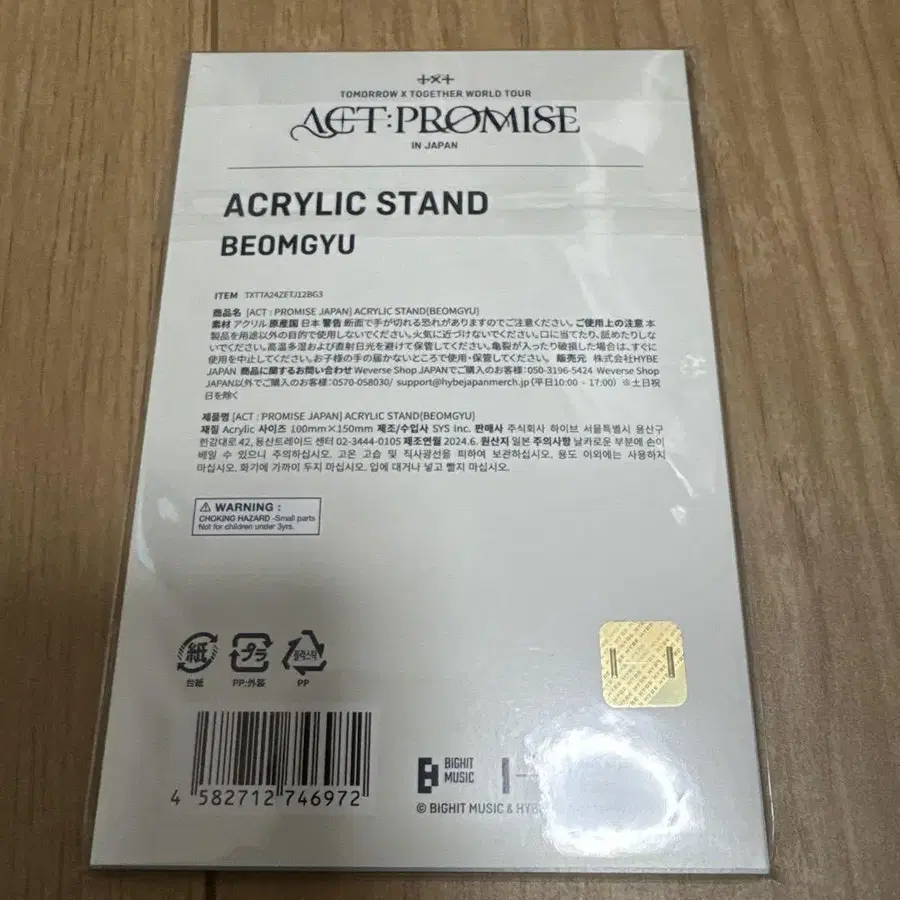 TOMORROW X TOGETHER WORLD TOUR
ACT:PROMISE
IN JAPAN
ACRYLIC STAND
BEOMGYU
ITEM TXTTA24ZETJ12BG3
商品名 [ACT : PROMISE JAPAN] ACRYLIC STAND(BEOMGYU)
素材 アクリル 原産国 日本 警告 断面で手が切れる恐れがありますのでご注意ください。ご使用上の注意 本
製品を用途以外の目的で使用しないでください。火気に近づけないでください。口に当てたり、舐めたりしな
いでください。高温多湿および直射日光を避けて保管してください。亀裂が入ったり破損した場合は、すぐに
使用を中止してください。お子様の手の届かないところで使用・保管してください。 販売元 株式会社HYBE
JAPAN 商品に関するお問い合わせ Weverse Shop JAPANでご購入のお客様：050-3196-5424 Weverse Shop
JAPAN以外でご購入のお客様：0570-058030/ support@hybejapanmerch.jp（平日10:00 - 17:00） ※土日祝
日を除く
제품명 [ACT : PROMISE JAPAN] ACRYLIC STAND(BEOMGYU)
재질 Acrylic 사이즈 100mm×150mm 제조/수입사 SYS Inc. 판매사 주식회사 하이브 서울특별시 용산구
한강대로 42, 용산트레이드 센터 02-3444-0105 제조연월 2024.6. 원산지 일본 주의사항 날카로운 부분에 손이
베일 수 있으니 주의하십시오. 고온 고습 및 직사광선을 피하여 보관하십시오. 용도 이외에는 사용하지
마십시오. 화기에 가까이 두지 마십시오. 입에 대거나 넣고 빨지 마십시오.
⚠ WARNING :
CHOKING HAZARD -Small parts
Not for children under 3yrs.
紙 プラ 플라스틱
台紙 PP:外装 PP
4 582712 746972
BIGHIT
MUSIC
© BIGHIT MUSIC & HYB